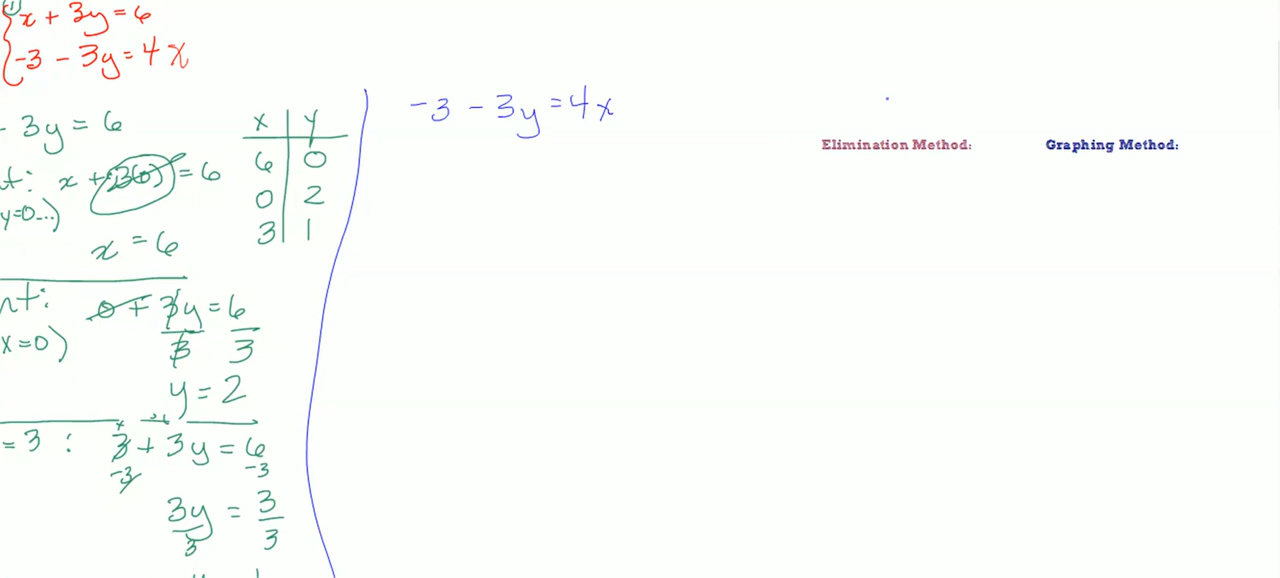 x + 3y = 6
-3 - 3y = 4x
-3 - 3y = 4x
Elimination Method:
Graphing Method:
- 3y = 6
x | y
6 | 0
0 | 2
3 | 1
nt: x + 3(0) = 6
y=0...)
x = 6
nt: 0 + 3y = 6
3 3
x=0)
y = 2
= 3 : 3 + 3y = 6
-3 -3
3y = 3
3 3